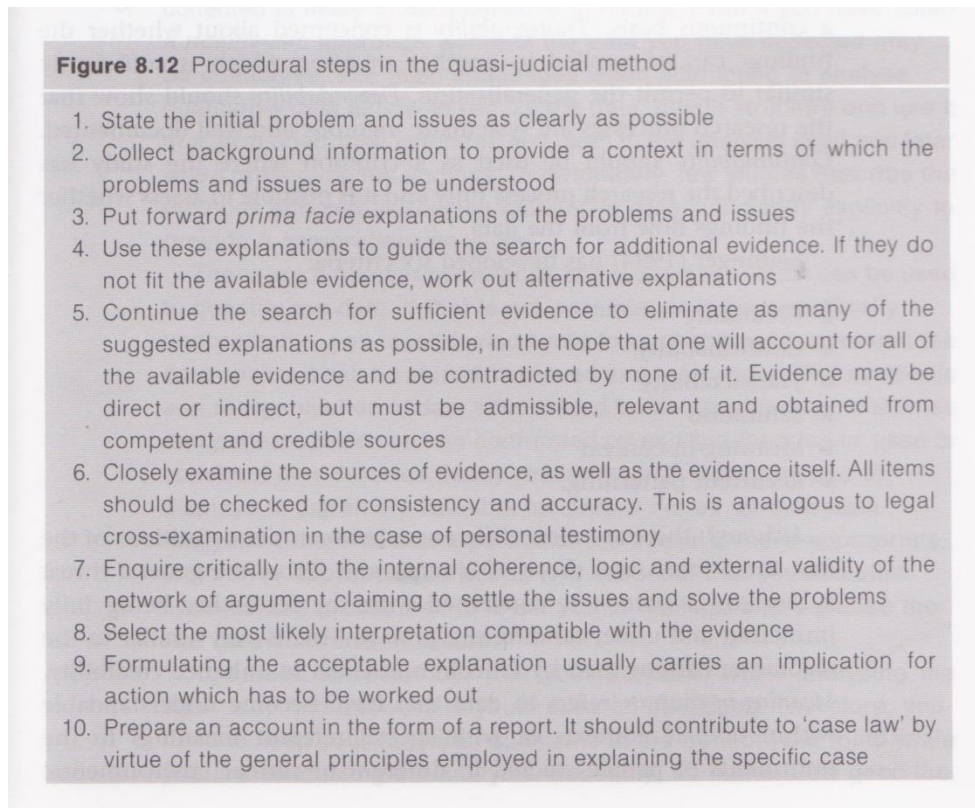 Figure 8.12 Procedural steps in the quasi-judicial method
1. State the initial problem and issues as clearly as possible
2. Collect background information to provide a context in terms of which the
problems and issues are to be understood
3. Put forward prima facie explanations of the problems and issues
4. Use these explanations to guide the search for additional evidence. If they do
not fit the available evidence, work out alternative explanations
5. Continue the search for sufficient evidence to eliminate as many of the
suggested explanations as possible, in the hope that one will account for all of
the available evidence and be contradicted by none of it. Evidence may be
direct or indirect, but must be admissible, relevant and obtained from
competent and credible sources
6. Closely examine the sources of evidence, as well as the evidence itself. All items
should be checked for consistency and accuracy. This is analogous to legal
cross-examination in the case of personal testimony
7. Enquire critically into the internal coherence, logic and external validity of the
network of argument claiming to settle the issues and solve the problems
8. Select the most likely interpretation compatible with the evidence
9. Formulating the acceptable explanation usually carries an implication for
action which has to be worked out
10. Prepare an account in the form of a report. It should contribute to 'case law' by
virtue of the general principles employed in explaining the specific case